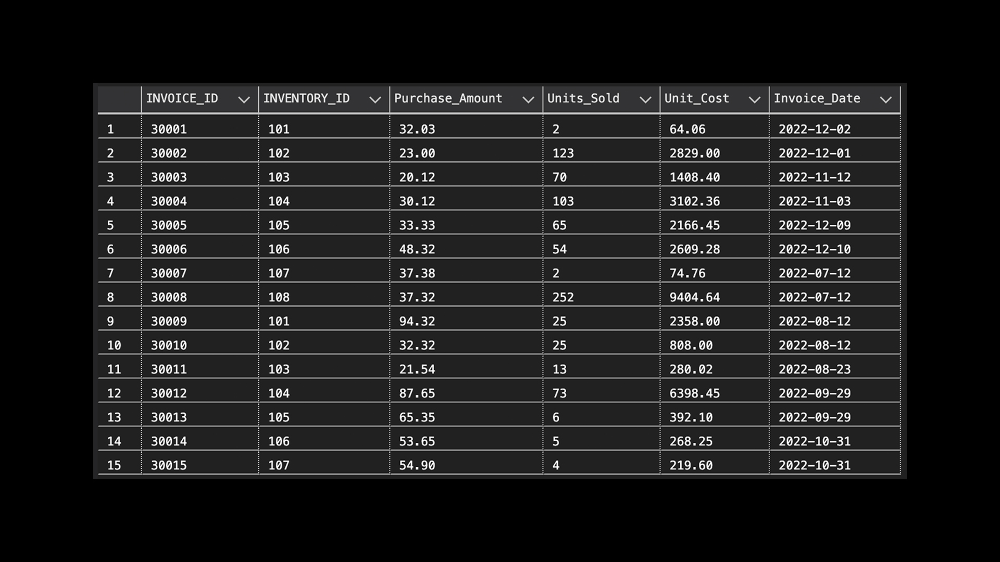 INVOICE_ID INVENTORY_ID Purchase_Amount Units_Sold Unit_Cost Invoice_Date
1 30001 101 32.03 2 64.06 2022-12-02
2 30002 102 23.00 123 2829.00 2022-12-01
3 30003 103 20.12 70 1408.40 2022-11-12
4 30004 104 30.12 103 3102.36 2022-11-03
5 30005 105 33.33 65 2166.45 2022-12-09
6 30006 106 48.32 54 2609.28 2022-12-10
7 30007 107 37.38 2 74.76 2022-07-12
8 30008 108 37.32 252 9404.64 2022-07-12
9 30009 101 94.32 25 2358.00 2022-08-12
10 30010 102 32.32 25 808.00 2022-08-12
11 30011 103 21.54 13 280.02 2022-08-23
12 30012 104 87.65 73 6398.45 2022-09-29
13 30013 105 65.35 6 392.10 2022-09-29
14 30014 106 53.65 5 268.25 2022-10-31
15 30015 107 54.90 4 219.60 2022-10-31